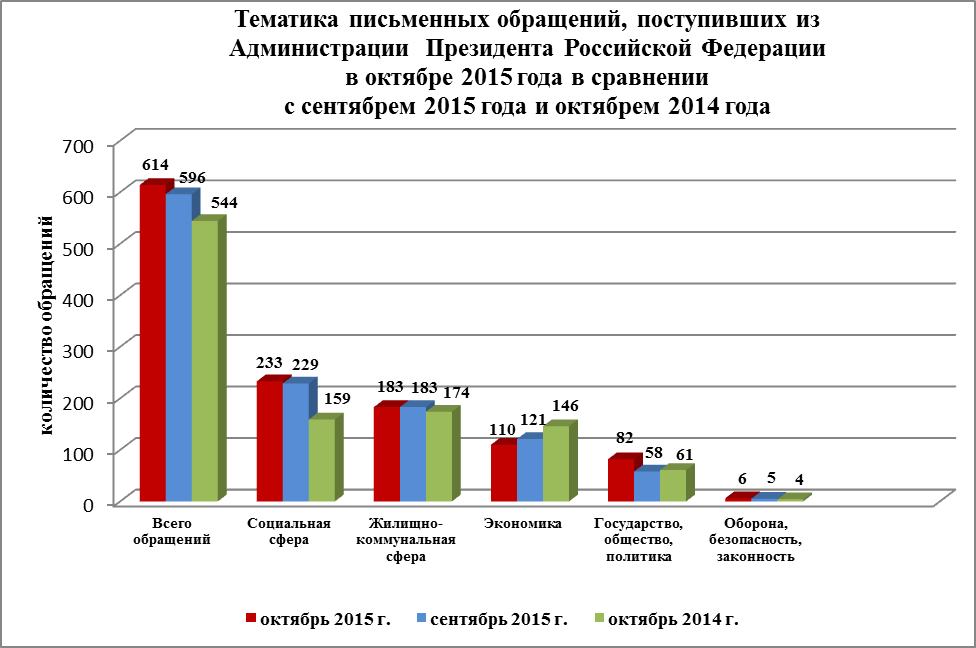 Тематика письменных обращений, поступивших из
Администрации Президента Российской Федерации
в октябре 2015 года в сравнении
с сентябрем 2015 года и октябрем 2014 года
количество обращений
700
600
500
400
300
200
100
0
614 596 544
233 229 159
183 183 174
110 121 146
82 58 61
6 5 4
Всего
обращений
Социальная
сфера
Жилищно-
коммунальная
сфера
Экономика
Государство,
общество,
политика
Оборона,
безопасность,
законность
октябрь 2015 г. сентябрь 2015 г. октябрь 2014 г.